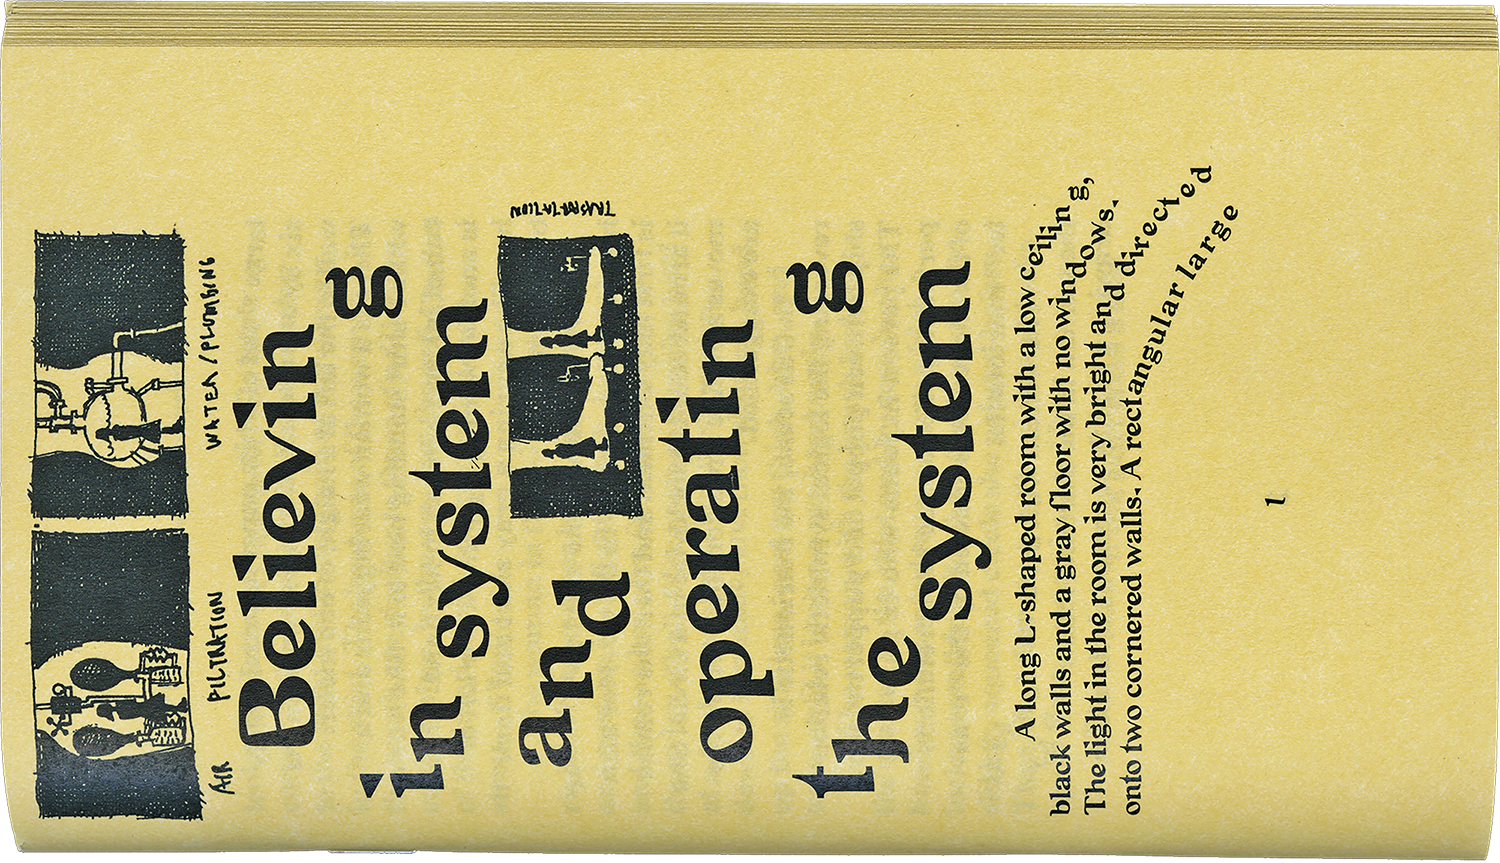 AIR FILTRATION
WATER / PLUMBING
Believing
in system
and
TRASPORTATION
operating
the system
A long L-shaped room with a low ceiling,
black walls and a gray floor with no windows.
The light in the room is very bright and directed
onto two cornered walls. A rectangular large
1